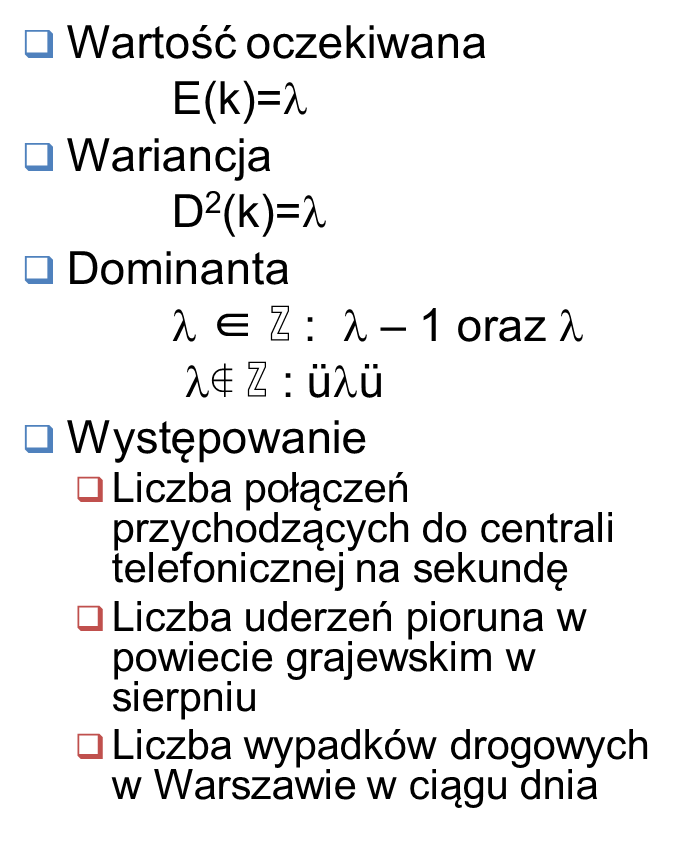 ❑ Wartość oczekiwana
E(k)=λ
❑ Wariancja
D²(k)=λ
❑ Dominanta
λ ∈ ℤ : λ – 1 oraz λ
λ∉ ℤ : üλü
❑ Występowanie
❑ Liczba połączeń
przychodzących do centrali
telefonicznej na sekundę
❑ Liczba uderzeń pioruna w
powiecie grajewskim w
sierpniu
❑ Liczba wypadków drogowych
w Warszawie w ciągu dnia